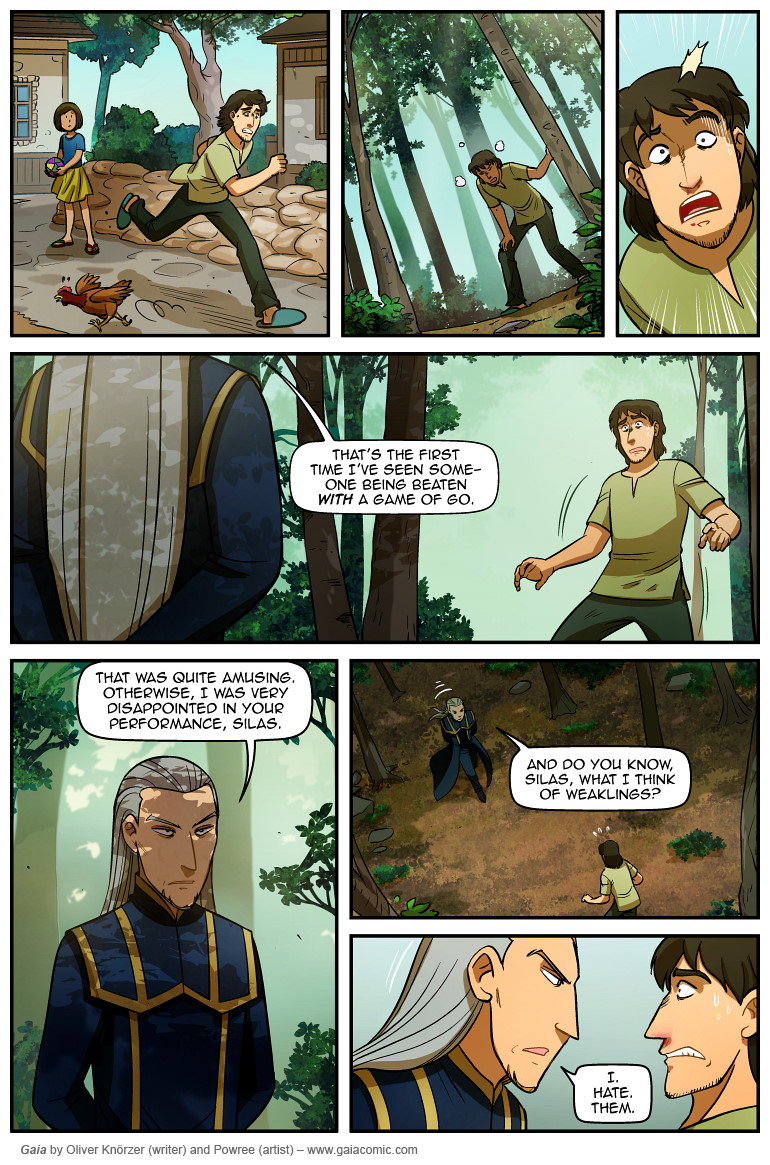 THAT'S THE FIRST
TIME I'VE SEEN SOME-
ONE BEING BEATEN
WITH A GAME OF GO.
THAT WAS QUITE AMUSING.
OTHERWISE, I WAS VERY
DISAPPOINTED IN YOUR
PERFORMANCE, SILAS.
AND DO YOU KNOW,
SILAS, WHAT I THINK
OF WEAKLINGS?
I.
HATE.
THEM.
Gaia by Oliver Knörzer (writer) and Powree (artist) – www.gaiacomic.com